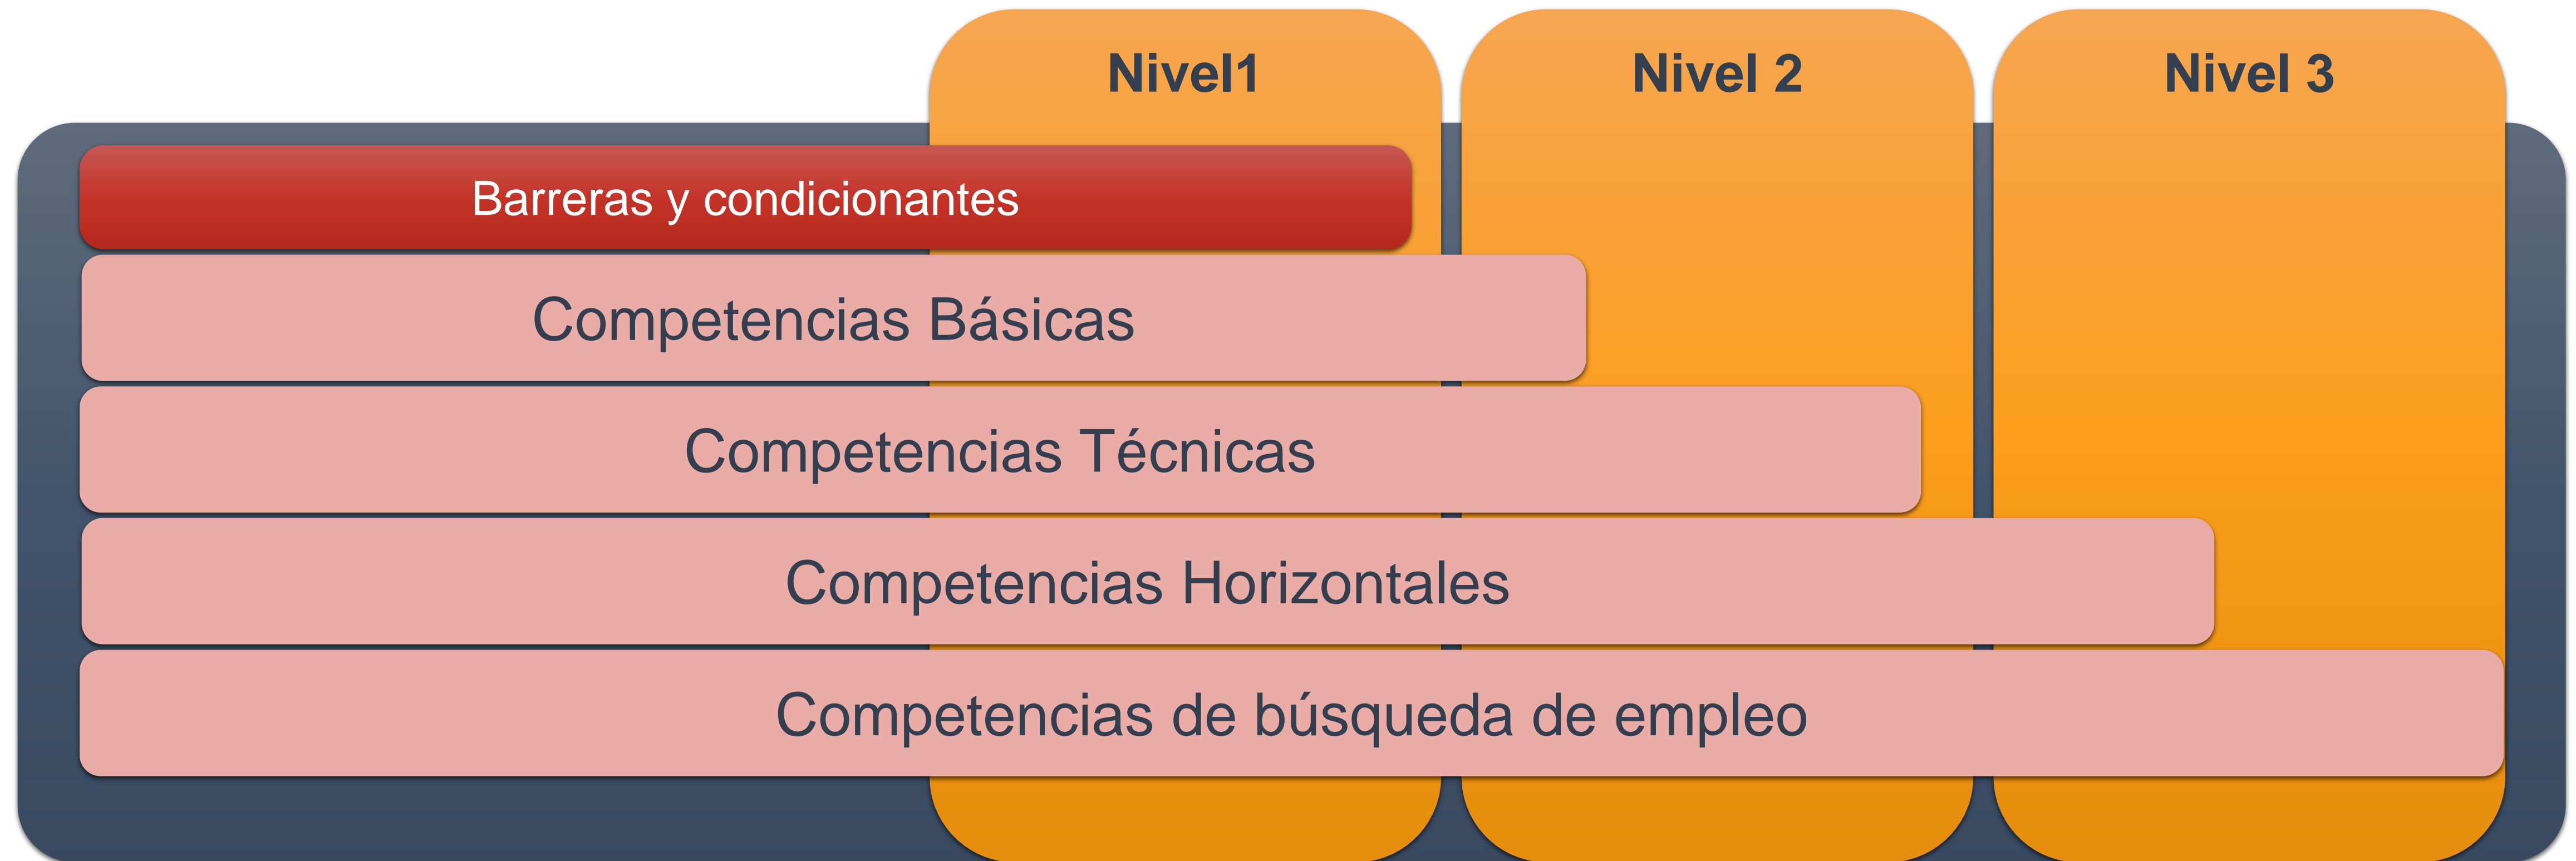 Nivel1
Nivel 2
Nivel 3
Barreras y condicionantes
Competencias Básicas
Competencias Técnicas
Competencias Horizontales
Competencias de búsqueda de empleo